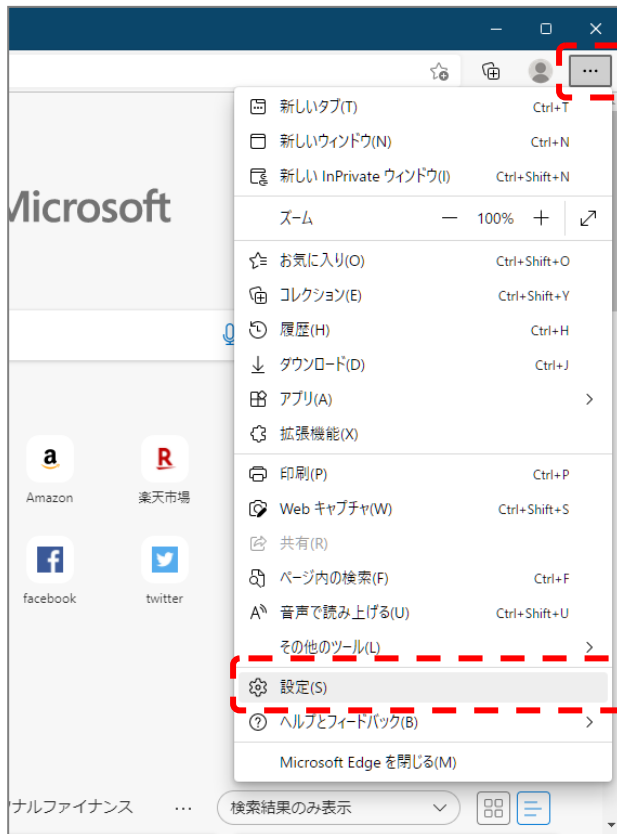 新しいタブ(T) Ctrl+T
新しいウィンドウ(N) Ctrl+N
新しい InPrivate ウィンドウ(I) Ctrl+Shift+N
Microsoft
ズーム 100%
お気に入り(O) Ctrl+Shift+O
コレクション(E) Ctrl+Shift+Y
履歴(H) Ctrl+H
ダウンロード(D) Ctrl+J
アプリ(A)
拡張機能(X)
印刷(P) Ctrl+P
Amazon 楽天市場
Web キャプチャ(W) Ctrl+Shift+S
共有(R)
ページ内の検索(F) Ctrl+F
facebook twitter
音声で読み上げる(U) Ctrl+Shift+U
その他のツール(L)
設定(S)
ヘルプとフィードバック(B)
Microsoft Edge を閉じる(M)
ナルファイナンス … 検索結果のみ表示